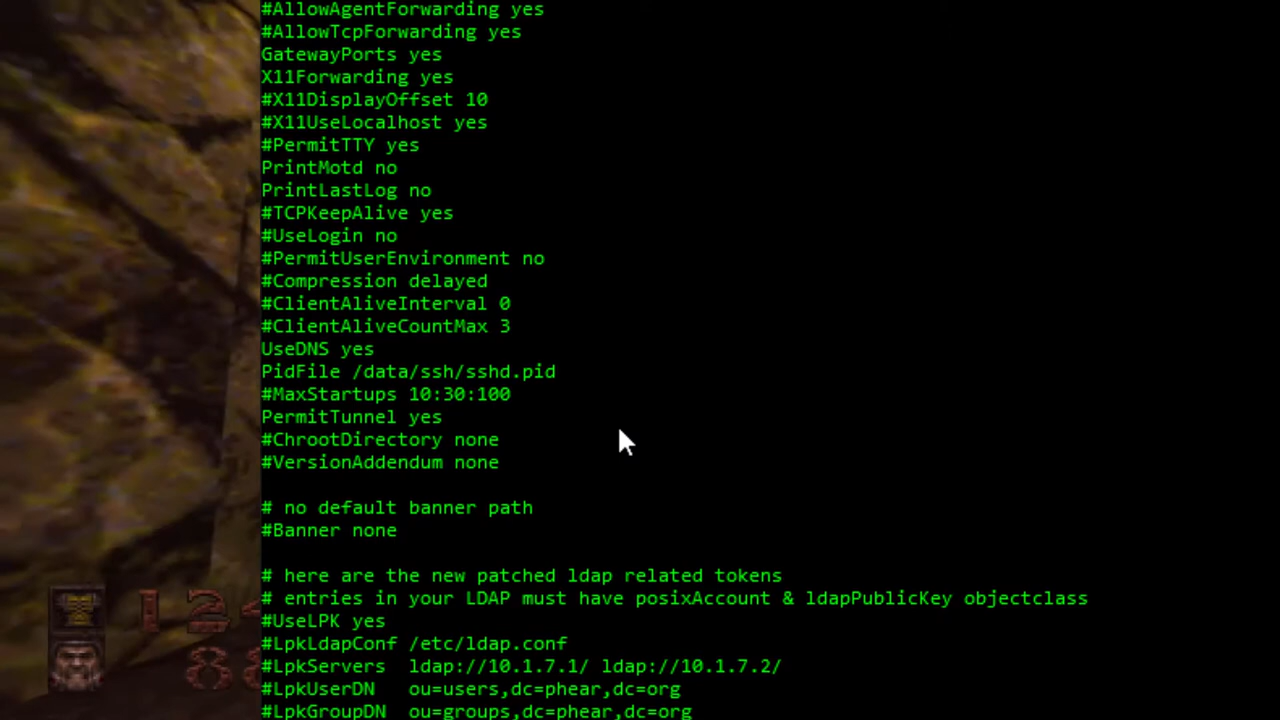 #AllowAgentForwarding yes
#AllowTcpForwarding yes
GatewayPorts yes
X11Forwarding yes
#X11DisplayOffset 10
#X11UseLocalhost yes
#PermitTTY yes
PrintMotd no
PrintLastLog no
#TCPKeepAlive yes
#UseLogin no
#PermitUserEnvironment no
#Compression delayed
#ClientAliveInterval 0
#ClientAliveCountMax 3
UseDNS yes
PidFile /data/ssh/sshd.pid
#MaxStartups 10:30:100
PermitTunnel yes
#ChrootDirectory none
#VersionAddendum none
# no default banner path
#Banner none
# here are the new patched ldap related tokens
# entries in your LDAP must have posixAccount & ldapPublicKey objectclass
#UseLPK yes
#LpkLdapConf /etc/ldap.conf
#LpkServers  ldap://10.1.7.1/ ldap://10.1.7.2/
#LpkUserDN   ou=users,dc=phear,dc=org
#LpkGroupDN  ou=groups,dc=phear,dc=org